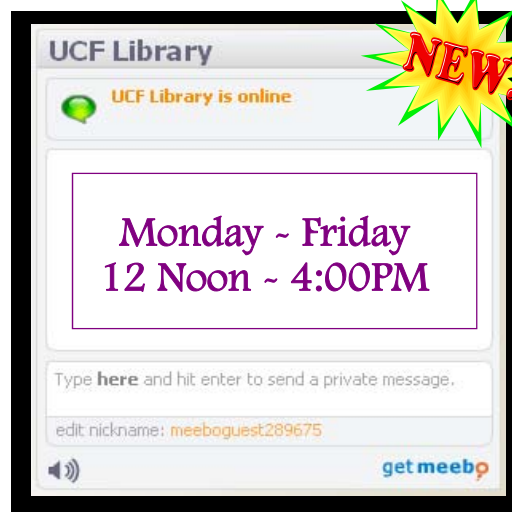 UCF Library
NEW!
UCF Library is online
Monday ~ Friday
12 Noon ~ 4:00PM
Type here and hit enter to send a private message.
edit nickname: meeboguest289675
get meebo